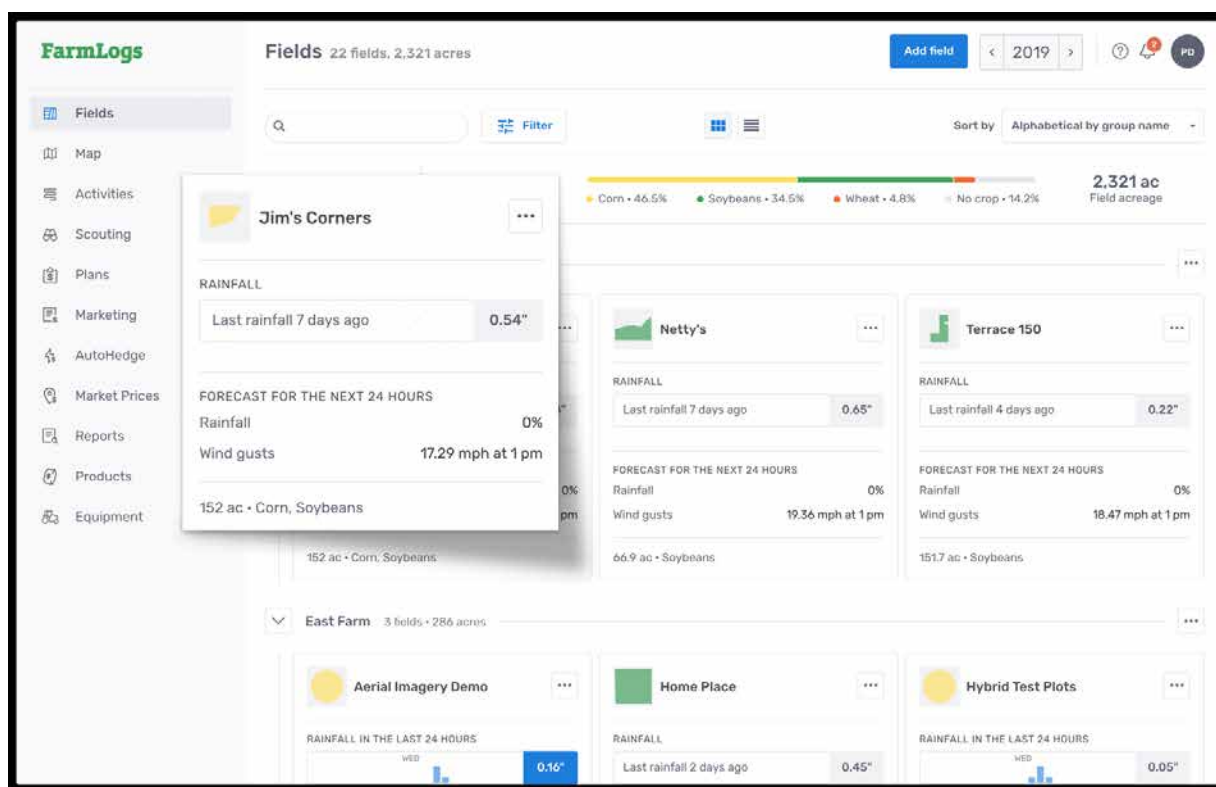 FarmLogs
Fields 22 fields, 2,321 acres
Add field
2019
2
PD
Fields
Map
Activities
Scouting
Plans
Marketing
AutoHedge
Market Prices
Reports
Products
Equipment
Filter
Sort by Alphabetical by group name
Corn • 46.5% Soybeans • 34.5% Wheat • 4.8% No crop • 14.2%
2,321 ac
Field acreage
Jim's Corners
RAINFALL
Last rainfall 7 days ago 0.54"
FORECAST FOR THE NEXT 24 HOURS
Rainfall 0%
Wind gusts 17.29 mph at 1 pm
152 ac • Corn, Soybeans
0%
pm
152 ac • Corn, Soybeans
Netty's
RAINFALL
Last rainfall 7 days ago 0.65"
FORECAST FOR THE NEXT 24 HOURS
Rainfall 0%
Wind gusts 19.36 mph at 1 pm
66.9 ac • Soybeans
Terrace 150
RAINFALL
Last rainfall 4 days ago 0.22"
FORECAST FOR THE NEXT 24 HOURS
Rainfall 0%
Wind gusts 18.47 mph at 1 pm
151.7 ac • Soybeans
East Farm 3 fields • 286 acres
Aerial Imagery Demo
RAINFALL IN THE LAST 24 HOURS
WED
0.16"
Home Place
RAINFALL
Last rainfall 2 days ago 0.45"
Hybrid Test Plots
RAINFALL IN THE LAST 24 HOURS
WED
0.05"